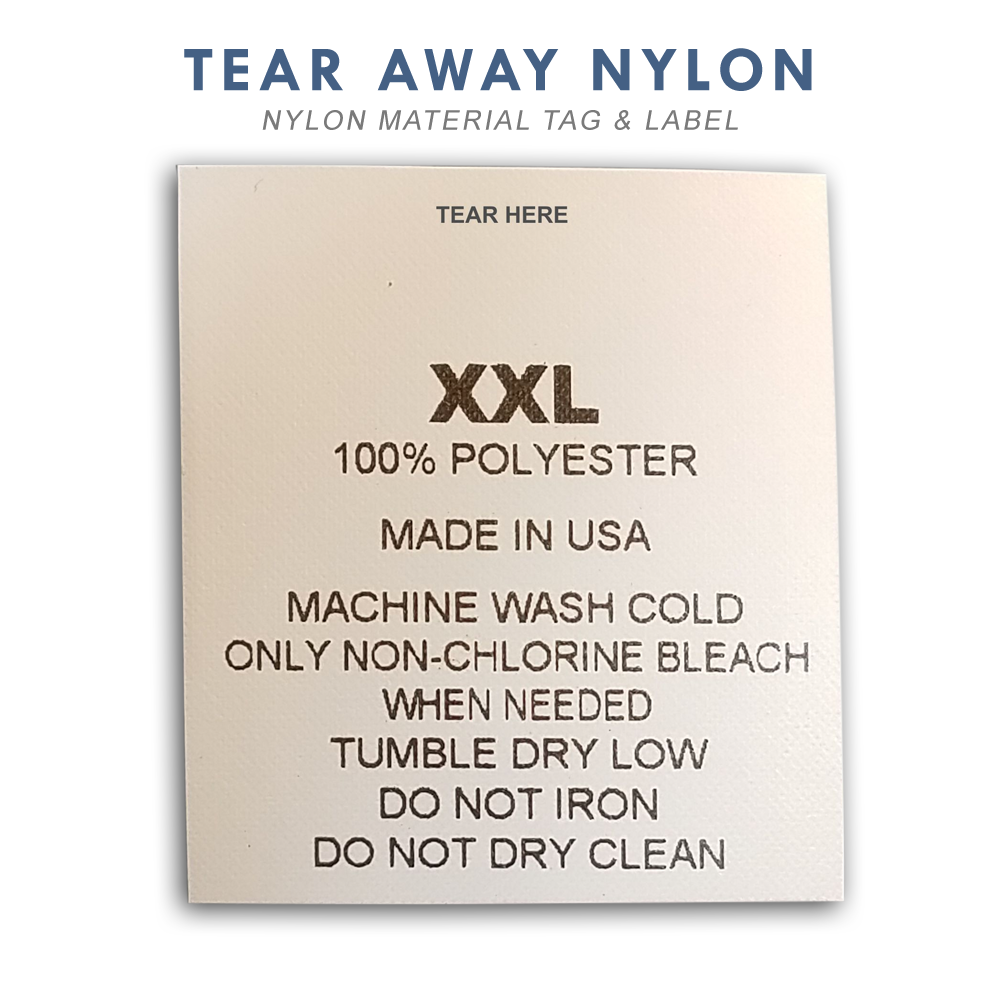 TEAR AWAY NYLON
NYLON MATERIAL TAG & LABEL
TEAR HERE
XXL
100% POLYESTER
MADE IN USA
MACHINE WASH COLD
ONLY NON-CHLORINE BLEACH
WHEN NEEDED
TUMBLE DRY LOW
DO NOT IRON
DO NOT DRY CLEAN